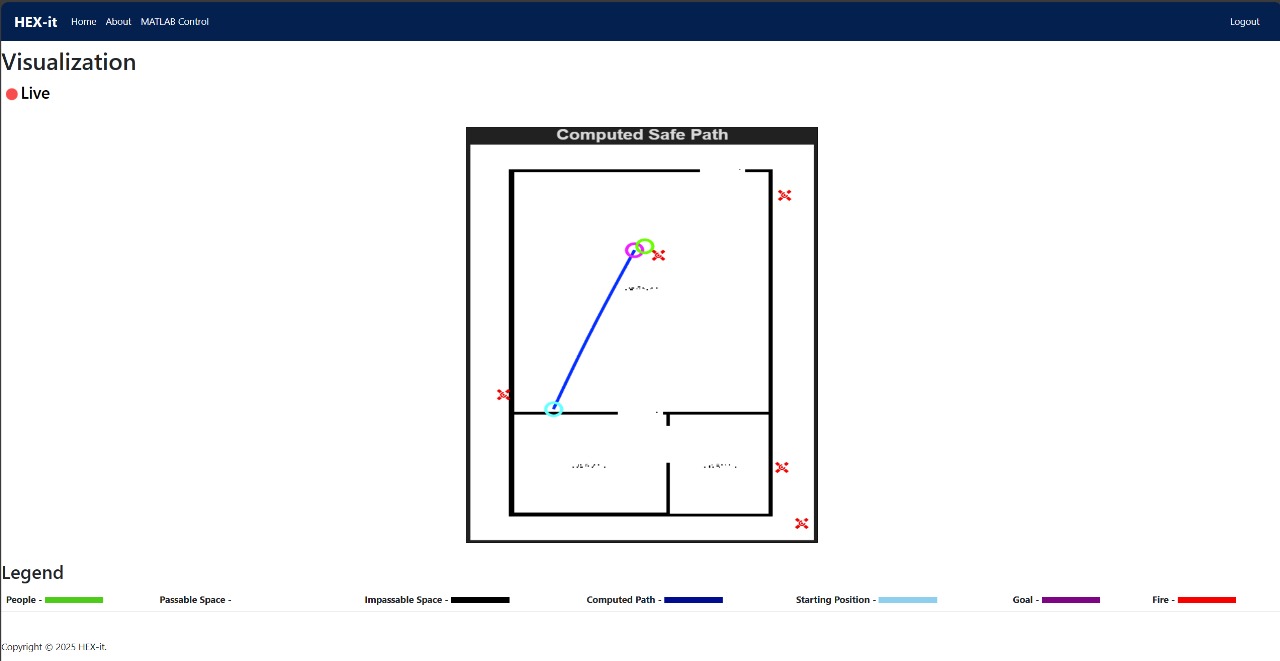 HEX-it Home About MATLAB Control Logout
Visualization
Live
Computed Safe Path
Legend
People - Passable Space - Impassable Space - Computed Path - Starting Position - Goal - Fire -
Copyright © 2025 HEX-it.